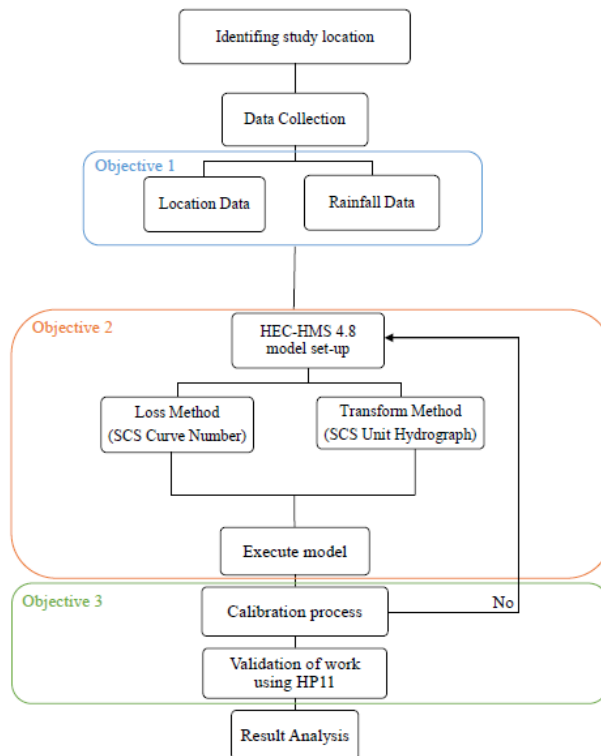 Identifing study location
Data Collection
Objective 1
Location Data
Rainfall Data
Objective 2
HEC-HMS 4.8
model set-up
Loss Method
(SCS Curve Number)
Transform Method
(SCS Unit Hydrograph)
Execute model
Objective 3
Calibration process
No
Validation of work
using HP11
Result Analysis